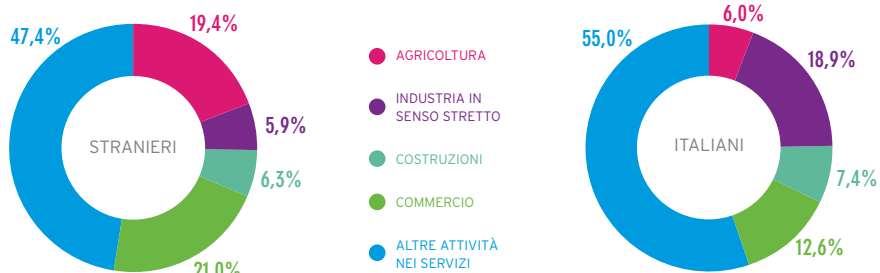 47,4%
19,4%
5,9%
6,3%
21,0%
STRANIERI
AGRICOLTURA
INDUSTRIA IN
SENSO STRETTO
COSTRUZIONI
COMMERCIO
ALTRE ATTIVITÀ
NEI SERVIZI
55,0%
6,0%
18,9%
7,4%
12,6%
ITALIANI